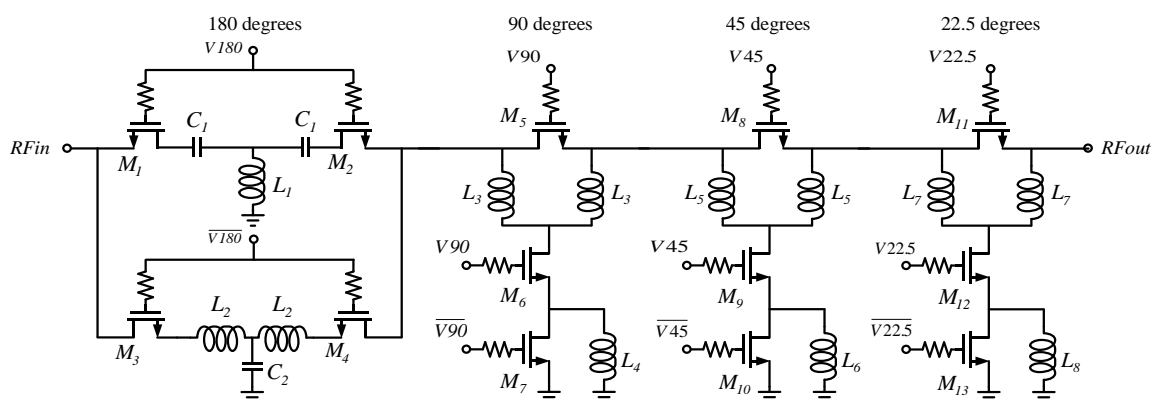 180 degrees 90 degrees 45 degrees 22.5 degrees
V180 V90 V45 V22.5
C1 C1 M5 M8 M11
RFin M1 M2 RFout
L1 L3 L3 L5 L5 L7 L7
V180 V90 V45 V22.5
L2 L2 M6 M9 M12
V90 V45 V22.5
M3 M4 L4 L6 L8
C2 M7 M10 M13